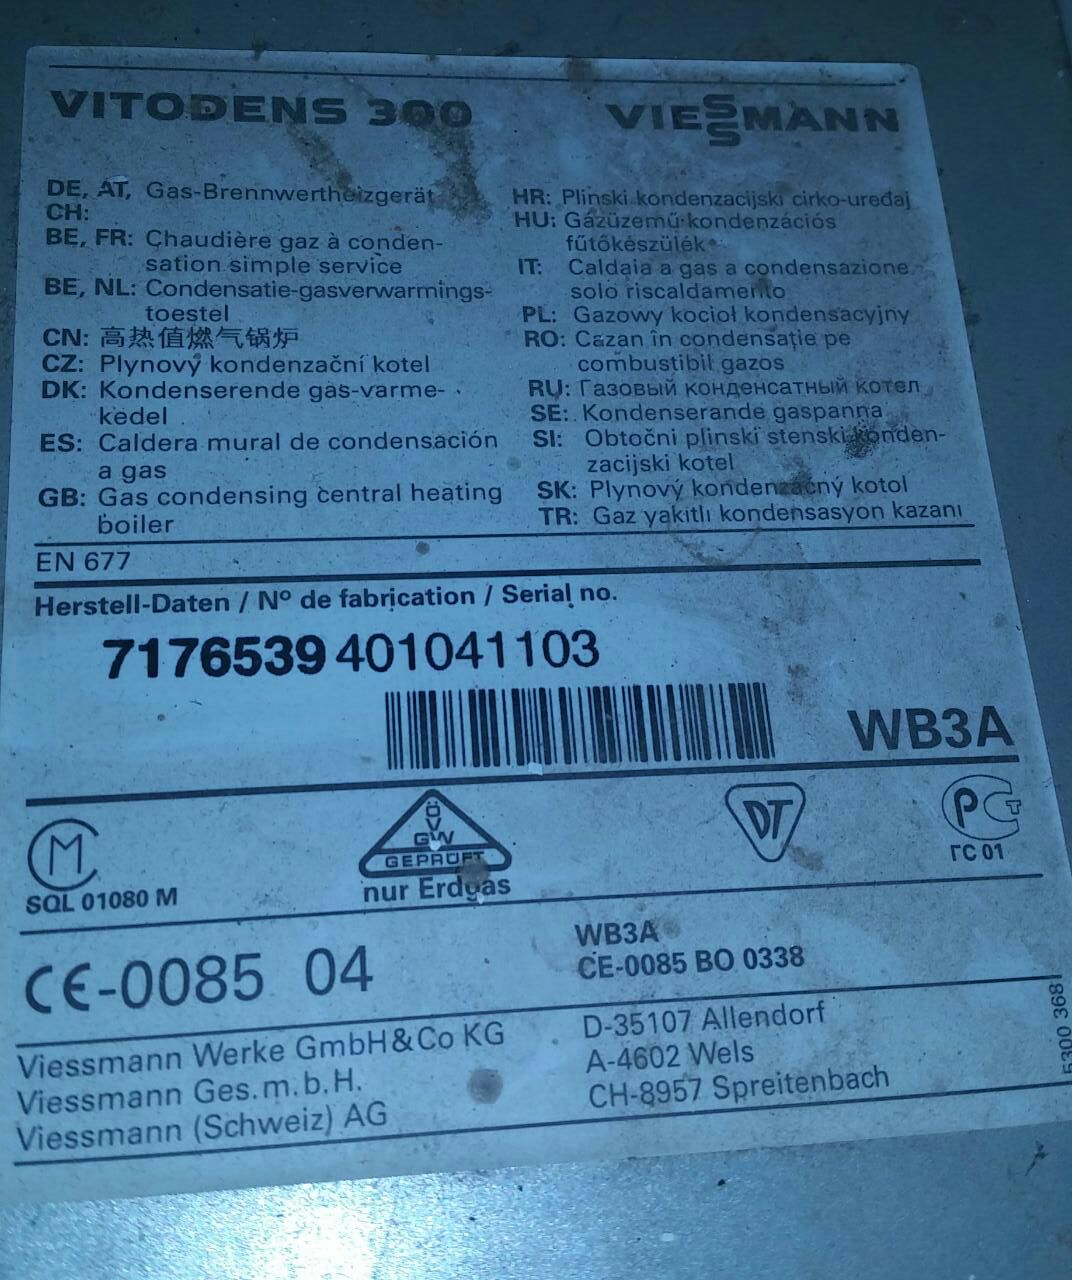 VITODENS 300
VIESSMANN
DE, AT, Gas-Brennwertheizgerät
CH:
BE, FR: Chaudière gaz à conden-
sation simple service
BE, NL: Condensatie-gasverwarmings-
toestel
CN: 高热值燃气锅炉
CZ: Plynový kondenzační kotel
DK: Kondenserende gas-varme-
kedel
ES: Caldera mural de condensación
a gas
GB: Gas condensing central heating
boiler
HR: Plinski kondenzacijski cirko-uređaj
HU: Gázüzemű kondenzációs
fűtőkészülék
IT: Caldaia a gas a condensazione
solo riscaldamento
PL: Gazowy kocioł kondensacyjny
RO: Cazan în condensaţie pe
combustibil gazos
RU: Газовый конденсатный котел
SE: Kondenserande gaspanna
SI: Obtočni plinski stenski konden-
zacijski kotel
SK: Plynový kondenzačný kotol
TR: Gaz yakıtlı kondensasyon kazanı
EN 677
Herstell-Daten / Nº de fabrication / Serial no.
7176539 401041103
WB3A
M
SQL 01080 M
Ö
V
GW
GEPRÜFT
nur Erdgas
DT
РСТ
ГС 01
CE-0085 04
WB3A
CE-0085 BO 0338
Viessmann Werke GmbH&Co KG
Viessmann Ges.m.b.H.
Viessmann (Schweiz) AG
D-35107 Allendorf
A-4602 Wels
CH-8957 Spreitenbach
5300 368